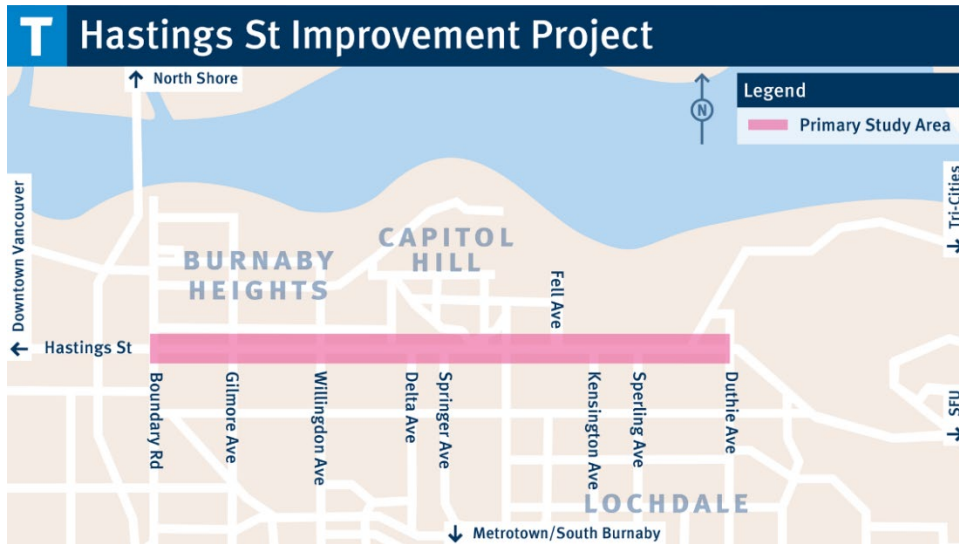 T
Hastings St Improvement Project
↑ North Shore
N
Legend
Primary Study Area
Downtown Vancouver
←
Tri-Cities
→
BURNABY
HEIGHTS
CAPITOL
HILL
Fell Ave
← Hastings St
Boundary Rd
Gilmore Ave
Willingdon Ave
Delta Ave
Springer Ave
Kensington Ave
Sperling Ave
Duthie Ave
SFU
→
LOCHDALE
↓ Metrotown/South Burnaby